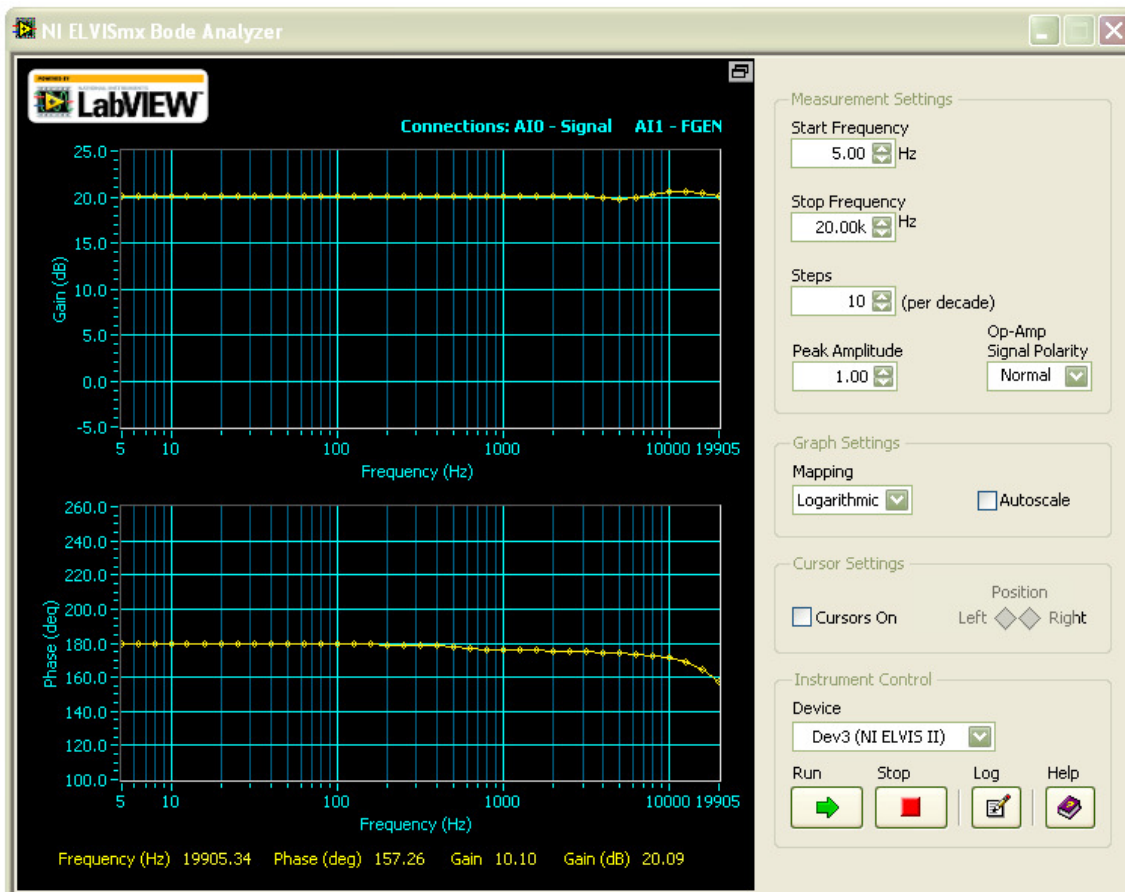 NI ELVISmx Bode Analyzer
POWERED BY
NATIONAL INSTRUMENTS
LabVIEW™
Connections: AI0 - Signal AI1 - FGEN
25.0
20.0
15.0
10.0
5.0
0.0
-5.0
Gain (dB)
5 10 100 1000 10000 19905
Frequency (Hz)
260.0
240.0
220.0
200.0
180.0
160.0
140.0
120.0
100.0
Phase (deg)
5 10 100 1000 10000 19905
Frequency (Hz)
Frequency (Hz) 19905.34 Phase (deg) 157.26 Gain 10.10 Gain (dB) 20.09
Measurement Settings
Start Frequency
5.00 Hz
Stop Frequency
20.00k Hz
Steps
10 (per decade)
Peak Amplitude
1.00
Op-Amp
Signal Polarity
Normal
Graph Settings
Mapping
Logarithmic
Autoscale
Cursor Settings
Cursors On
Position
Left Right
Instrument Control
Device
Dev3 (NI ELVIS II)
Run Stop Log Help